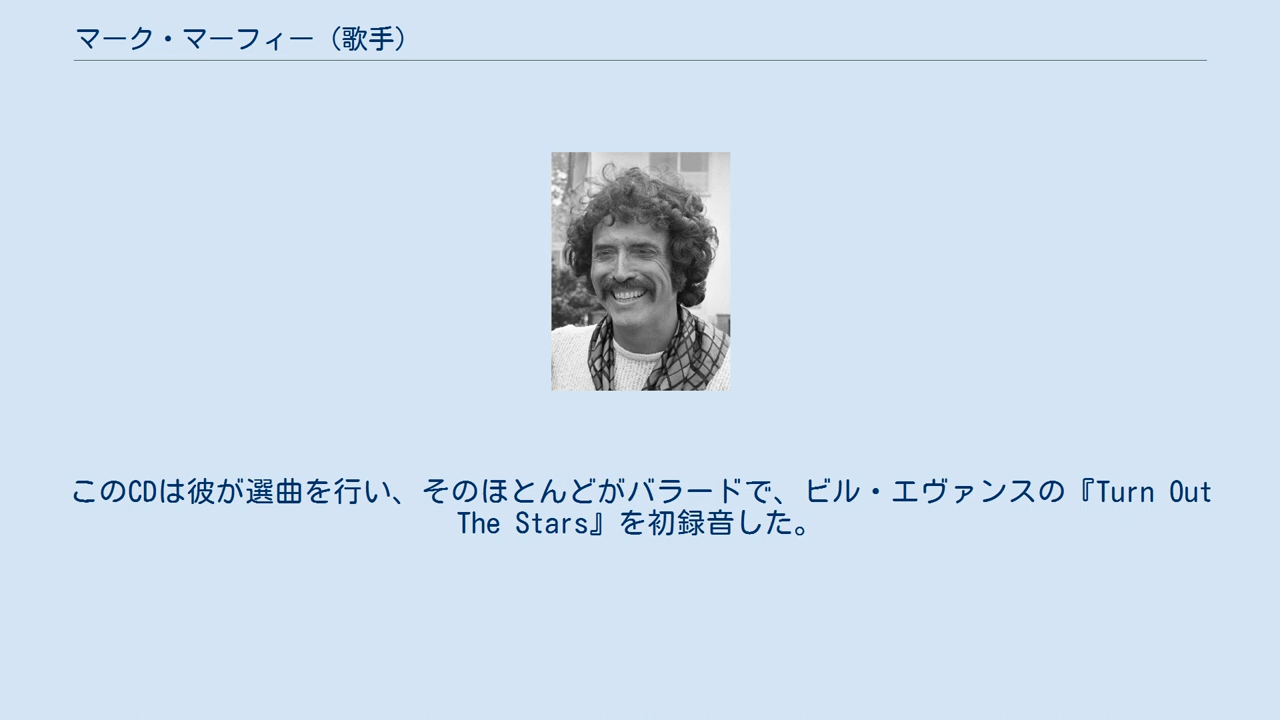 マーク・マーフィー（歌手）
このCDは彼が選曲を行い、そのほとんどがバラードで、ビル・エヴァンスの『Turn Out
The Stars』を初録音した。